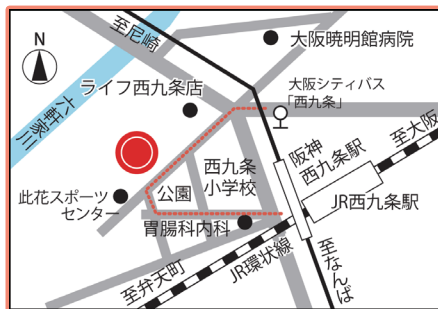 N
至尼崎
大阪暁明館病院
六軒家川
ライフ西九条店
大阪シティバス
「西九条」
至大阪
阪神
西九条駅
西九条
小学校
此花スポーツ
センター
公園
JR西九条駅
胃腸科内科
JR環状線
至弁天町
至なんば